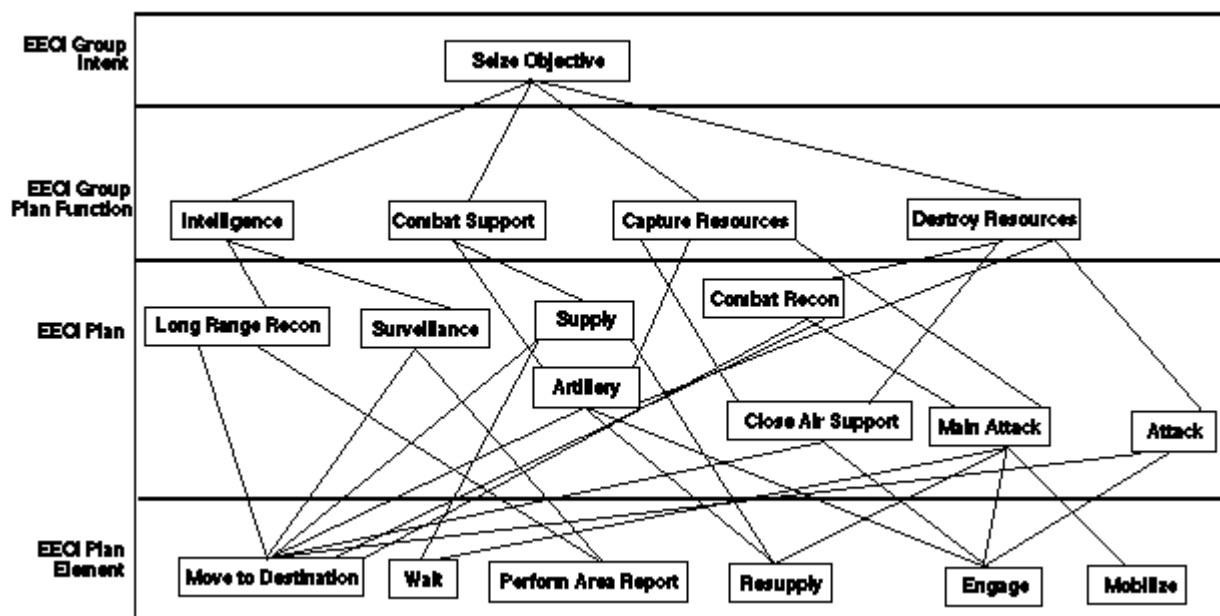 EECI Group
Intent
Seize Objective
EECI Group
Plan Function
Intelligence
Combat Support
Capture Resources
Destroy Resources
EECI Plan
Long Range Recon
Surveillance
Supply
Combat Recon
Artillery
Close Air Support
Main Attack
Attack
EECI Plan
Element
Move to Destination
Wait
Perform Area Report
Resupply
Engage
Mobilize